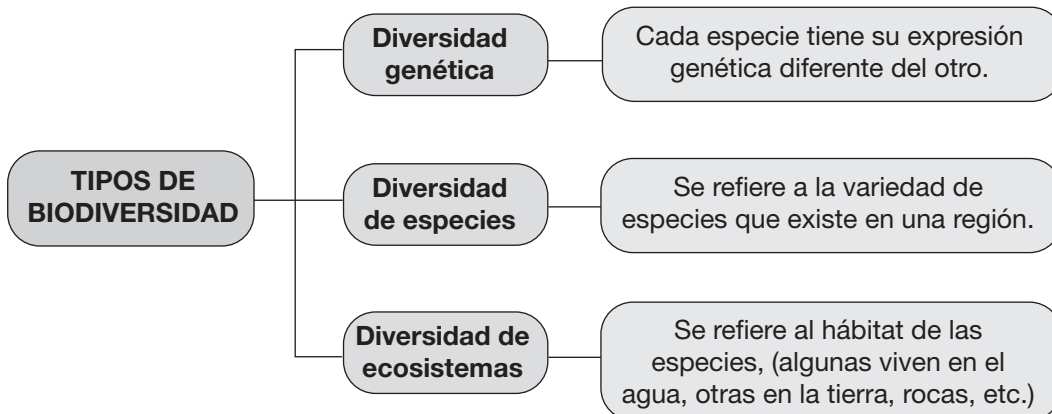 TIPOS DE
BIODIVERSIDAD
Diversidad
genética
Cada especie tiene su expresión
genética diferente del otro.
Diversidad
de especies
Se refiere a la variedad de
especies que existe en una región.
Diversidad de
ecosistemas
Se refiere al hábitat de las
especies, (algunas viven en el
agua, otras en la tierra, rocas, etc.)